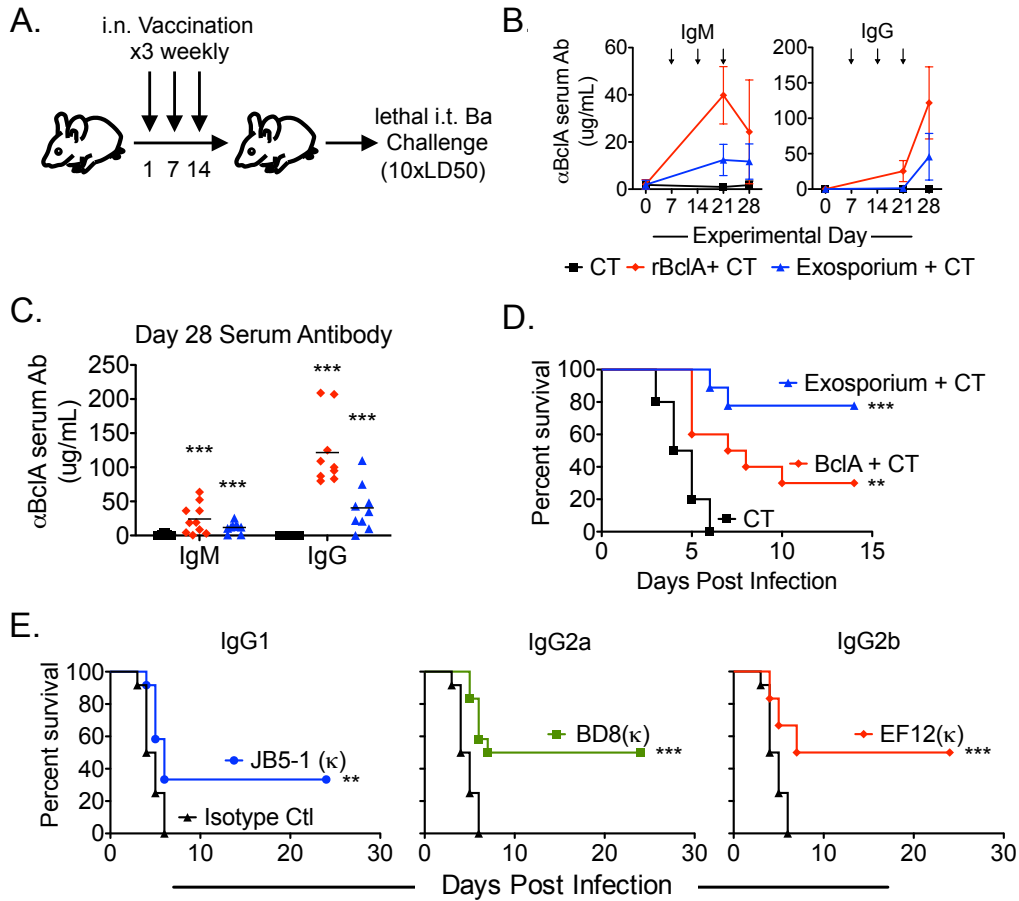 A.
i.n. Vaccination
x3 weekly
1 7 14
lethal i.t. Ba
Challenge
(10xLD50)
B.
IgM
IgG
αBclA serum Ab
(ug/mL)
60
40
20
0
200
150
100
50
0
0 7 14 21 28
0 7 14 21 28
Experimental Day
CT rBclA+ CT Exosporium + CT
C.
Day 28 Serum Antibody
αBclA serum Ab
(ug/mL)
250
200
150
100
50
0
***
***
***
***
IgM IgG
D.
Percent survival
100
80
60
40
20
0
Exosporium + CT
***
BclA + CT
**
CT
0 5 10 15
Days Post Infection
E.
IgG1
IgG2a
IgG2b
Percent survival
100
80
60
40
20
0
JB5-1 (κ)
**
Isotype Ctl
BD8(κ)
***
EF12(κ)
***
0 10 20 30
0 10 20 30
0 10 20 30
Days Post Infection